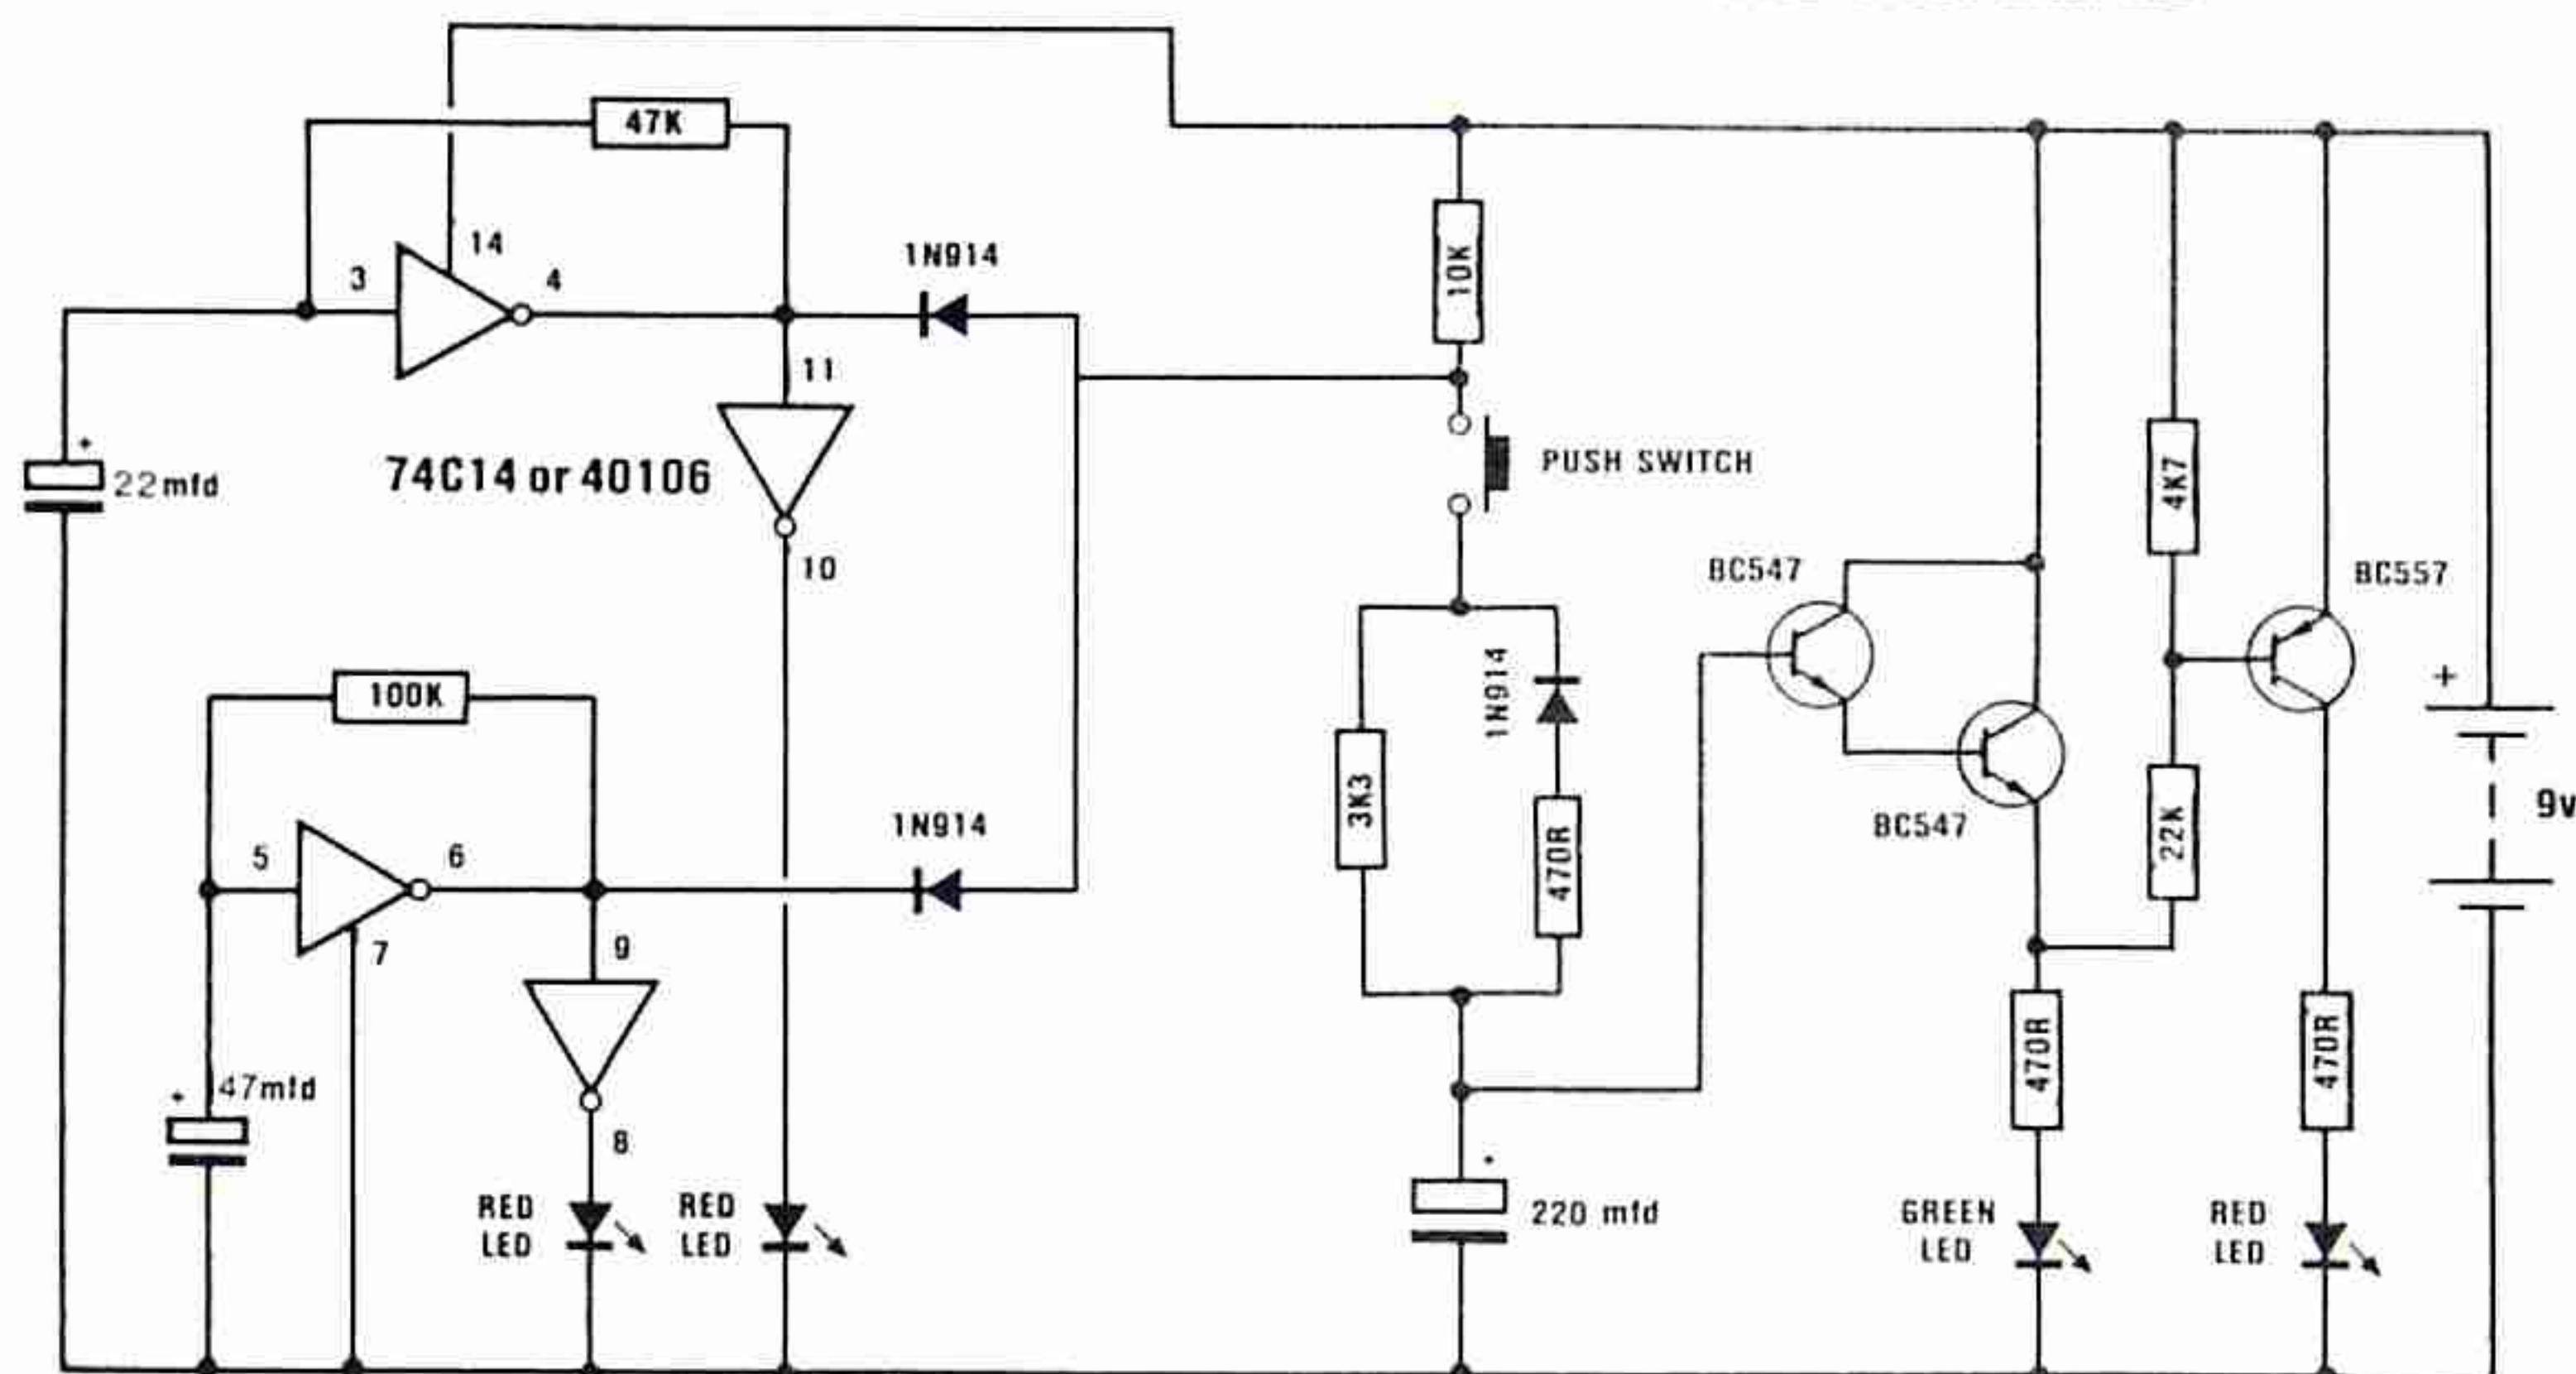 47K
14
3
4
1N914
10K
11
22mfd
74C14 or 40106
PUSH SWITCH
4K7
10
BC547
BC557
1N914
100K
+
3K3
470R
22K
9v
5
6
1N914
BC547
7
9
47mfd
470R
470R
8
RED
LED
RED
LED
220 mfd
GREEN
LED
RED
LED